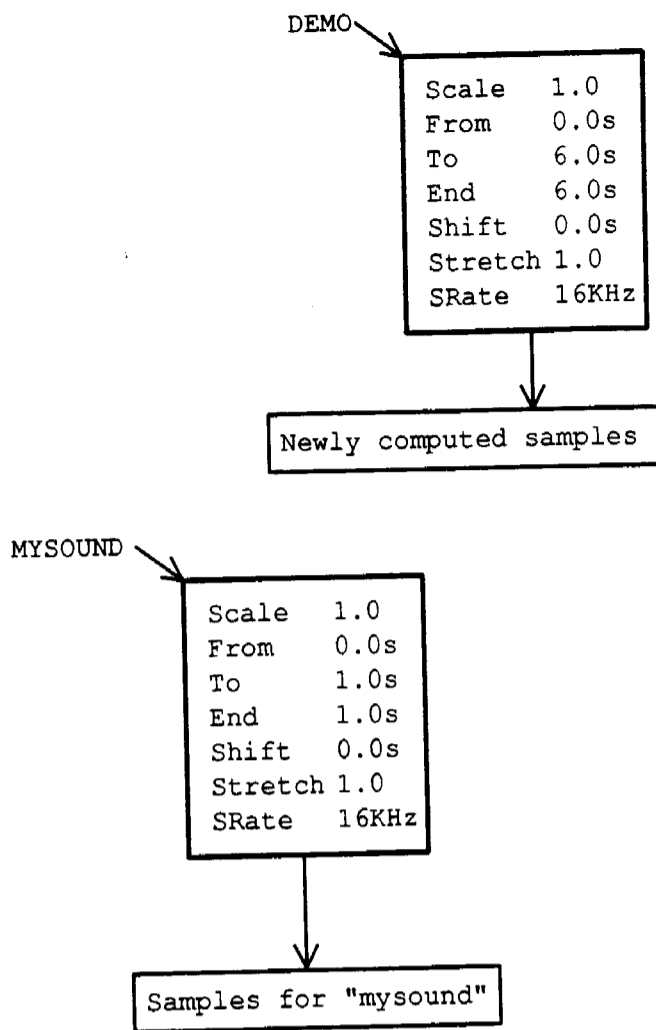 DEMO
Scale 1.0
From 0.0s
To 6.0s
End 6.0s
Shift 0.0s
Stretch 1.0
SRate 16KHz
Newly computed samples
MYSOUND
Scale 1.0
From 0.0s
To 1.0s
End 1.0s
Shift 0.0s
Stretch 1.0
SRate 16KHz
Samples for "mysound"